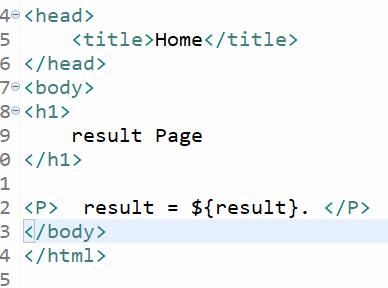 4 <head>
5     <title>Home</title>
6 </head>
7 <body>
8 <h1>
9     result Page
0 </h1>
1
2 <P>  result = ${result}. </P>
3 </body>
4 </html>
5